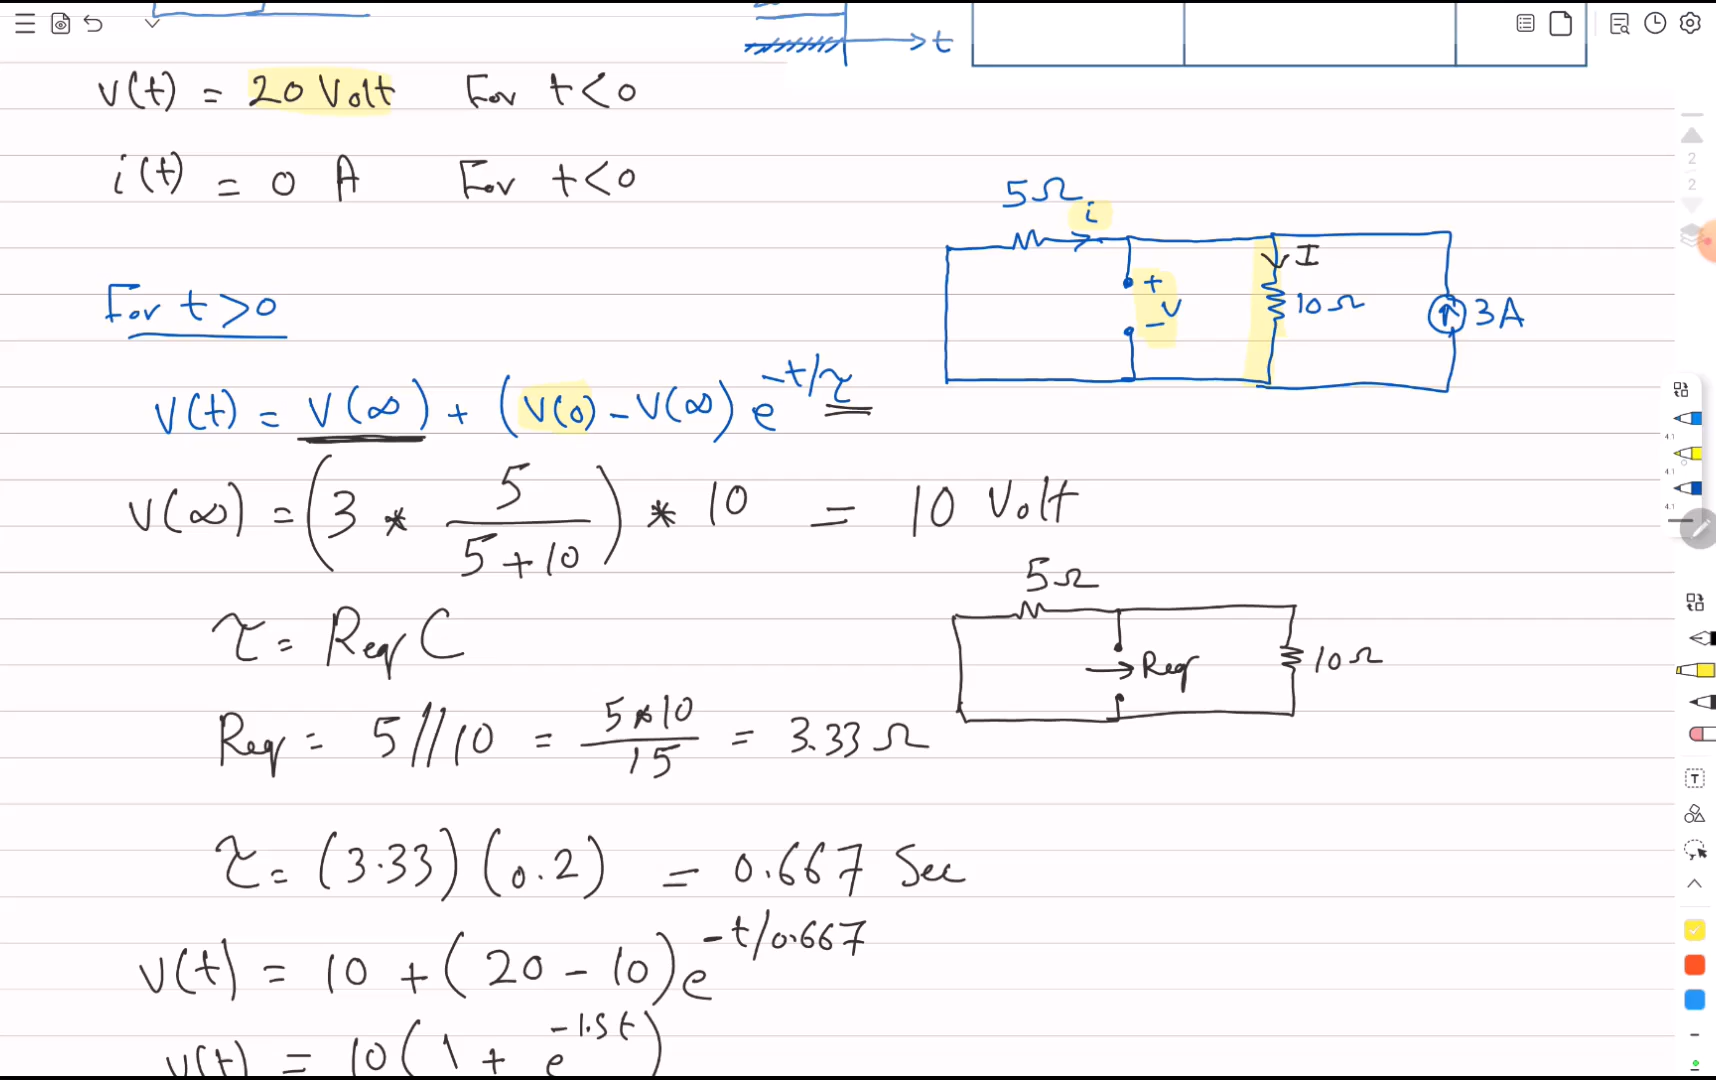 t
v(t) = 20 Volt For t<0
i(t) = 0 A For t<0
5Ω i
I
+
v
-
10Ω
3A
For t>0
v(t) = v(∞) + (v(0) - v(∞)) e^-t/τ
v(∞) = (3 * 5/(5+10)) * 10 = 10 Volt
5Ω
Req
10Ω
τ = Req C
Req = 5//10 = 5*10/15 = 3.33 Ω
τ = (3.33)(0.2) = 0.667 Sec
v(t) = 10 + (20 - 10) e^-t/0.667
v(t) = 10(1 + e^-1.5t)
2
2
T